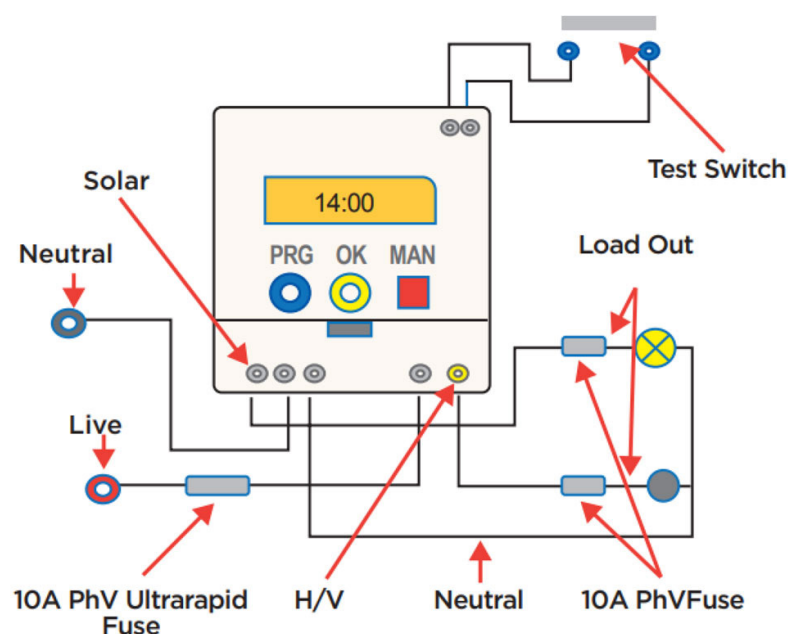 Test Switch
Solar
14:00
Neutral
PRG OK MAN
Load Out
Live
10A PhV Ultrarapid
Fuse
H/V
Neutral
10A PhVFuse